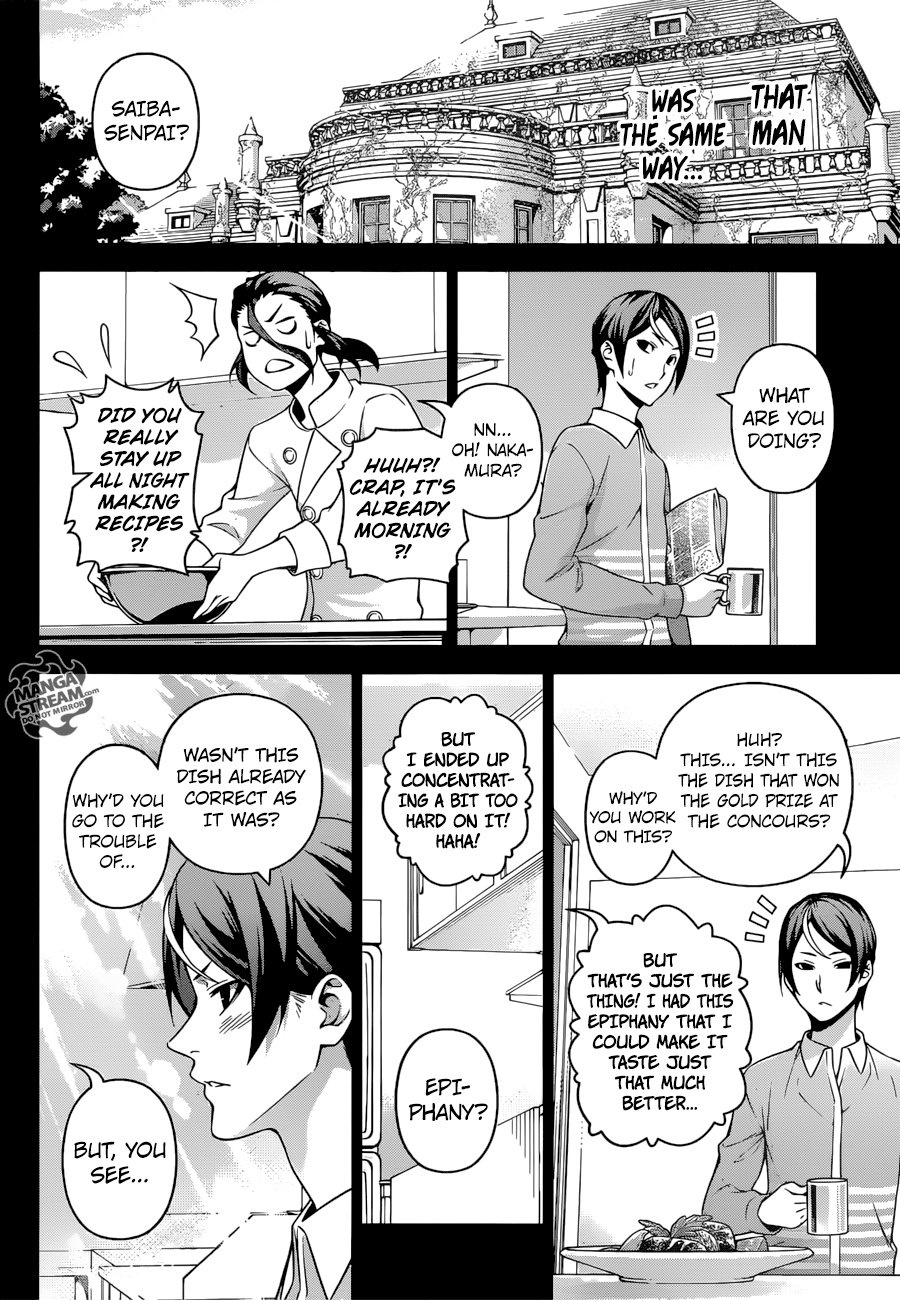 THAT
MAN
WAS
THE SAME
WAY...
SAIBA-
SENPAI?
WHAT
ARE YOU
DOING?
NN...
OH! NAKA-
MURA?
HUUH?!
CRAP, IT'S
ALREADY
MORNING
?!
DID YOU
REALLY
STAY UP
ALL NIGHT
MAKING
RECIPES
?!
HUH?
THIS... ISN'T THIS
THE DISH THAT WON
THE GOLD PRIZE AT
THE CONCOURS?
WHY'D
YOU WORK
ON THIS?
BUT
THAT'S JUST THE
THING! I HAD THIS
EPIPHANY THAT I
COULD MAKE IT
TASTE JUST
THAT MUCH
BETTER...
BUT
I ENDED UP
CONCENTRAT-
ING A BIT TOO
HARD ON IT!
HAHA!
EPI-
PHANY?
WASN'T THIS
DISH ALREADY
CORRECT AS
IT WAS?
WHY'D YOU
GO TO THE
TROUBLE
OF...
BUT, YOU
SEE...
MANGA
STREAM.com
DO NOT MIRROR